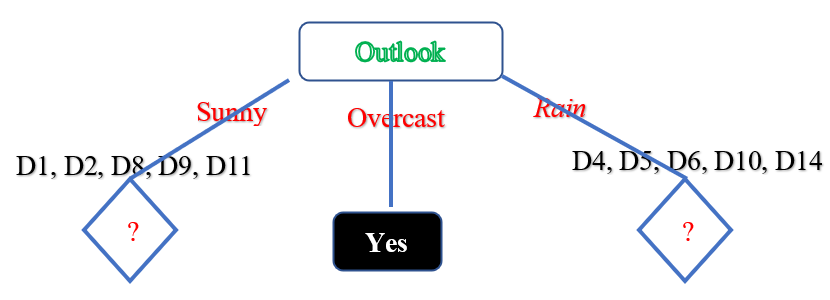 Outlook
Sunny
Overcast
Rain
D1, D2, D8, D9, D11
D4, D5, D6, D10, D14
?
Yes
?